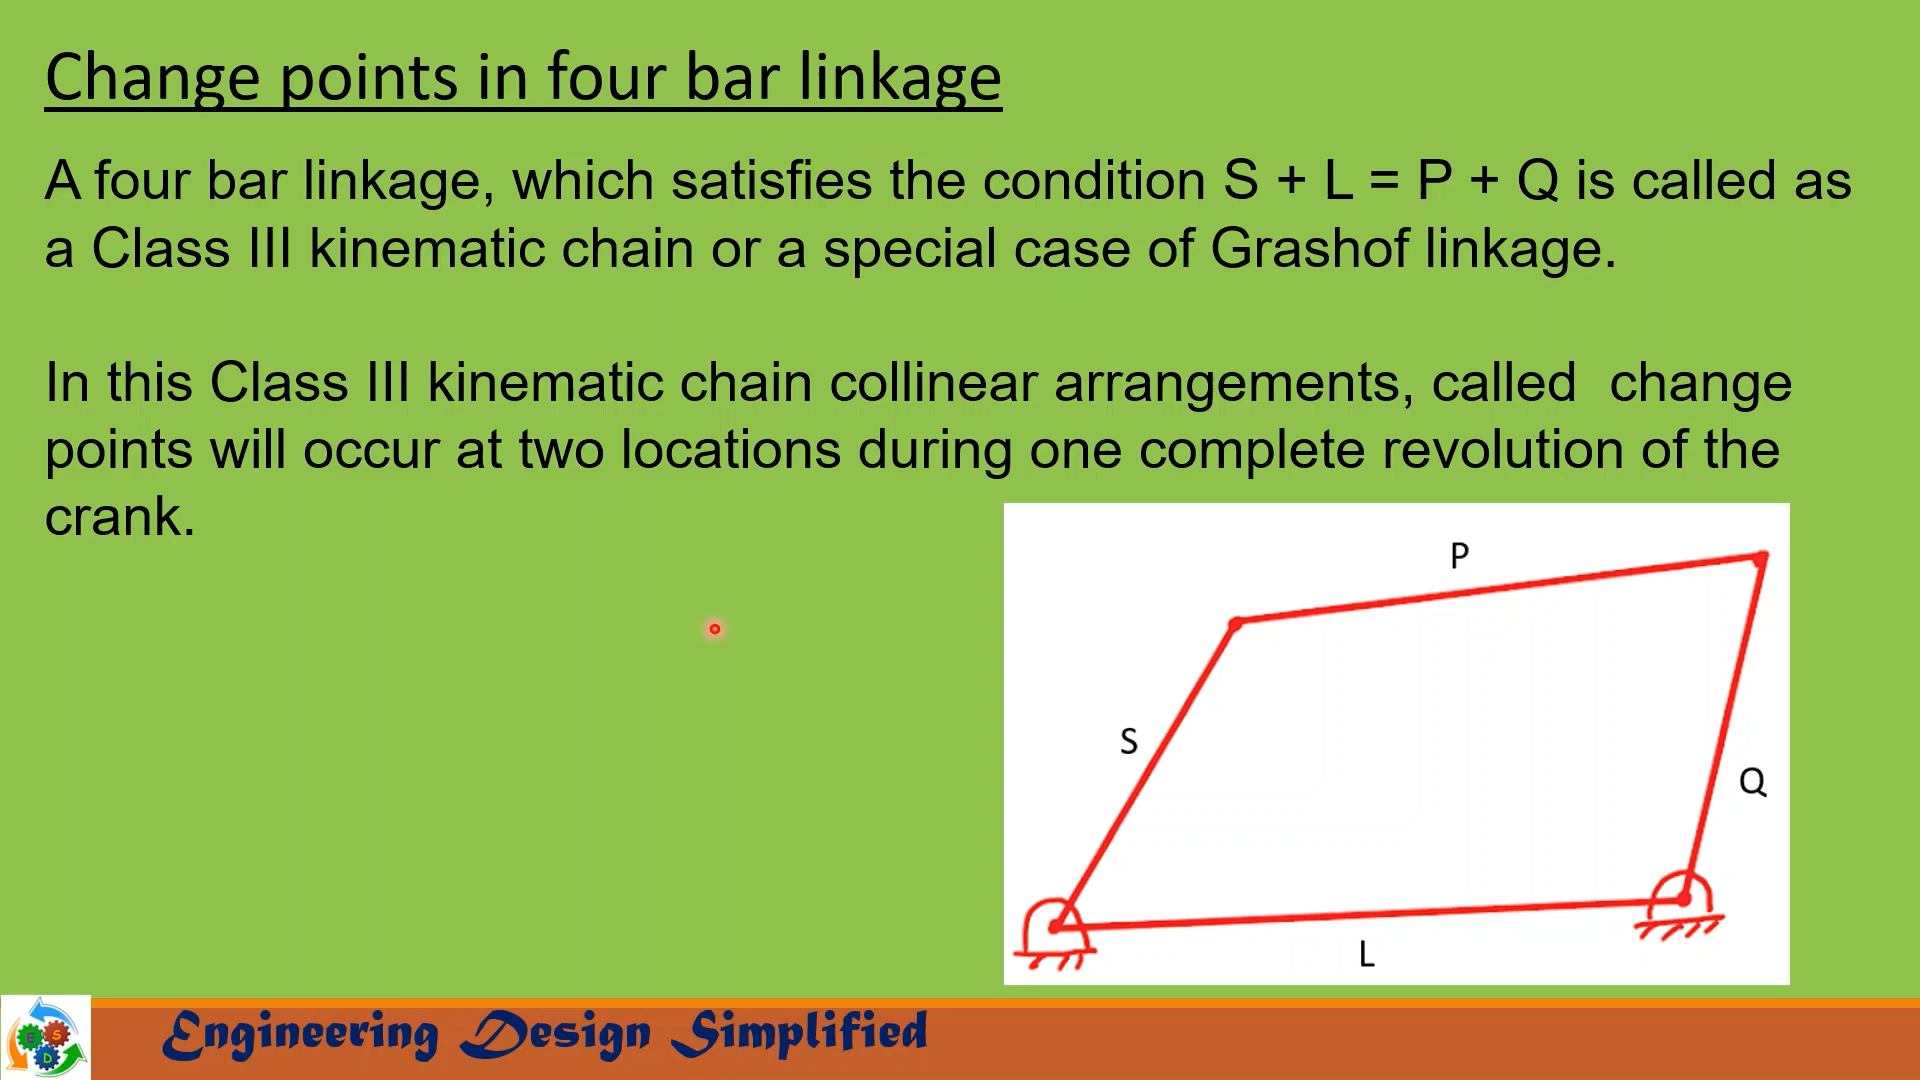 Change points in four bar linkage
A four bar linkage, which satisfies the condition S + L = P + Q is called as
a Class III kinematic chain or a special case of Grashof linkage.
In this Class III kinematic chain collinear arrangements, called  change
points will occur at two locations during one complete revolution of the
crank.
P
S
Q
L
E S
D
Engineering Design Simplified